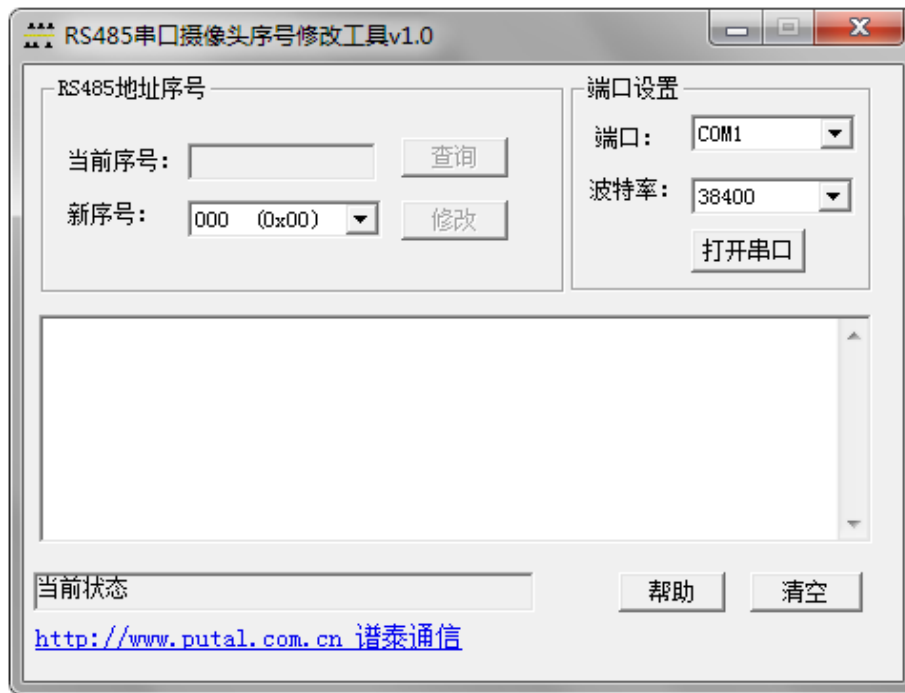 RS485串口摄像头序号修改工具v1.0
RS485地址序号
当前序号：
查询
新序号：
000 (0x00)
修改
端口设置
端口：
COM1
波特率：
38400
打开串口
当前状态
帮助
清空
http://www.putal.com.cn 谱泰通信